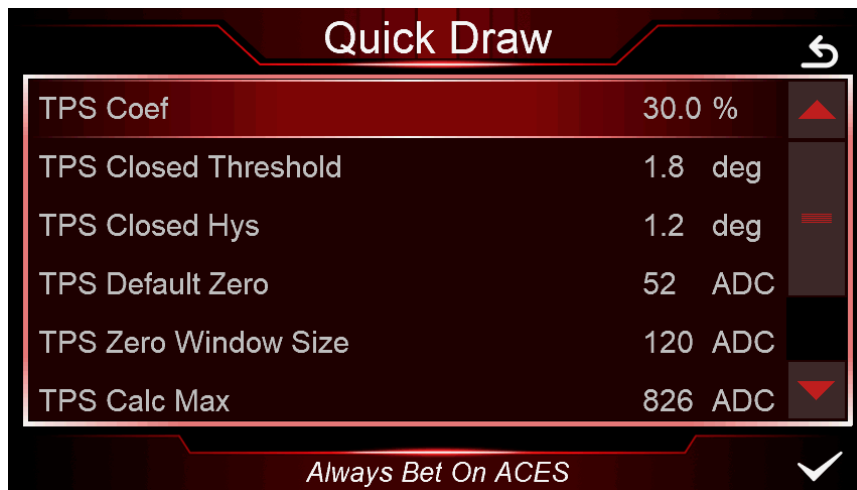 Quick Draw
TPS Coef 30.0 %
TPS Closed Threshold 1.8 deg
TPS Closed Hys 1.2 deg
TPS Default Zero 52 ADC
TPS Zero Window Size 120 ADC
TPS Calc Max 826 ADC
Always Bet On ACES